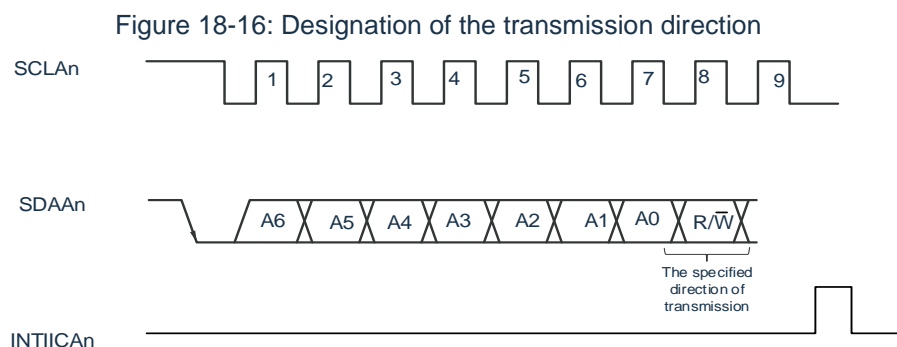 Figure 18-16: Designation of the transmission direction
SCLAn
1 2 3 4 5 6 7 8 9
SDAAn
A6 A5 A4 A3 A2 A1 A0 R/W̅
The specified
direction of
transmission
INTIICAn